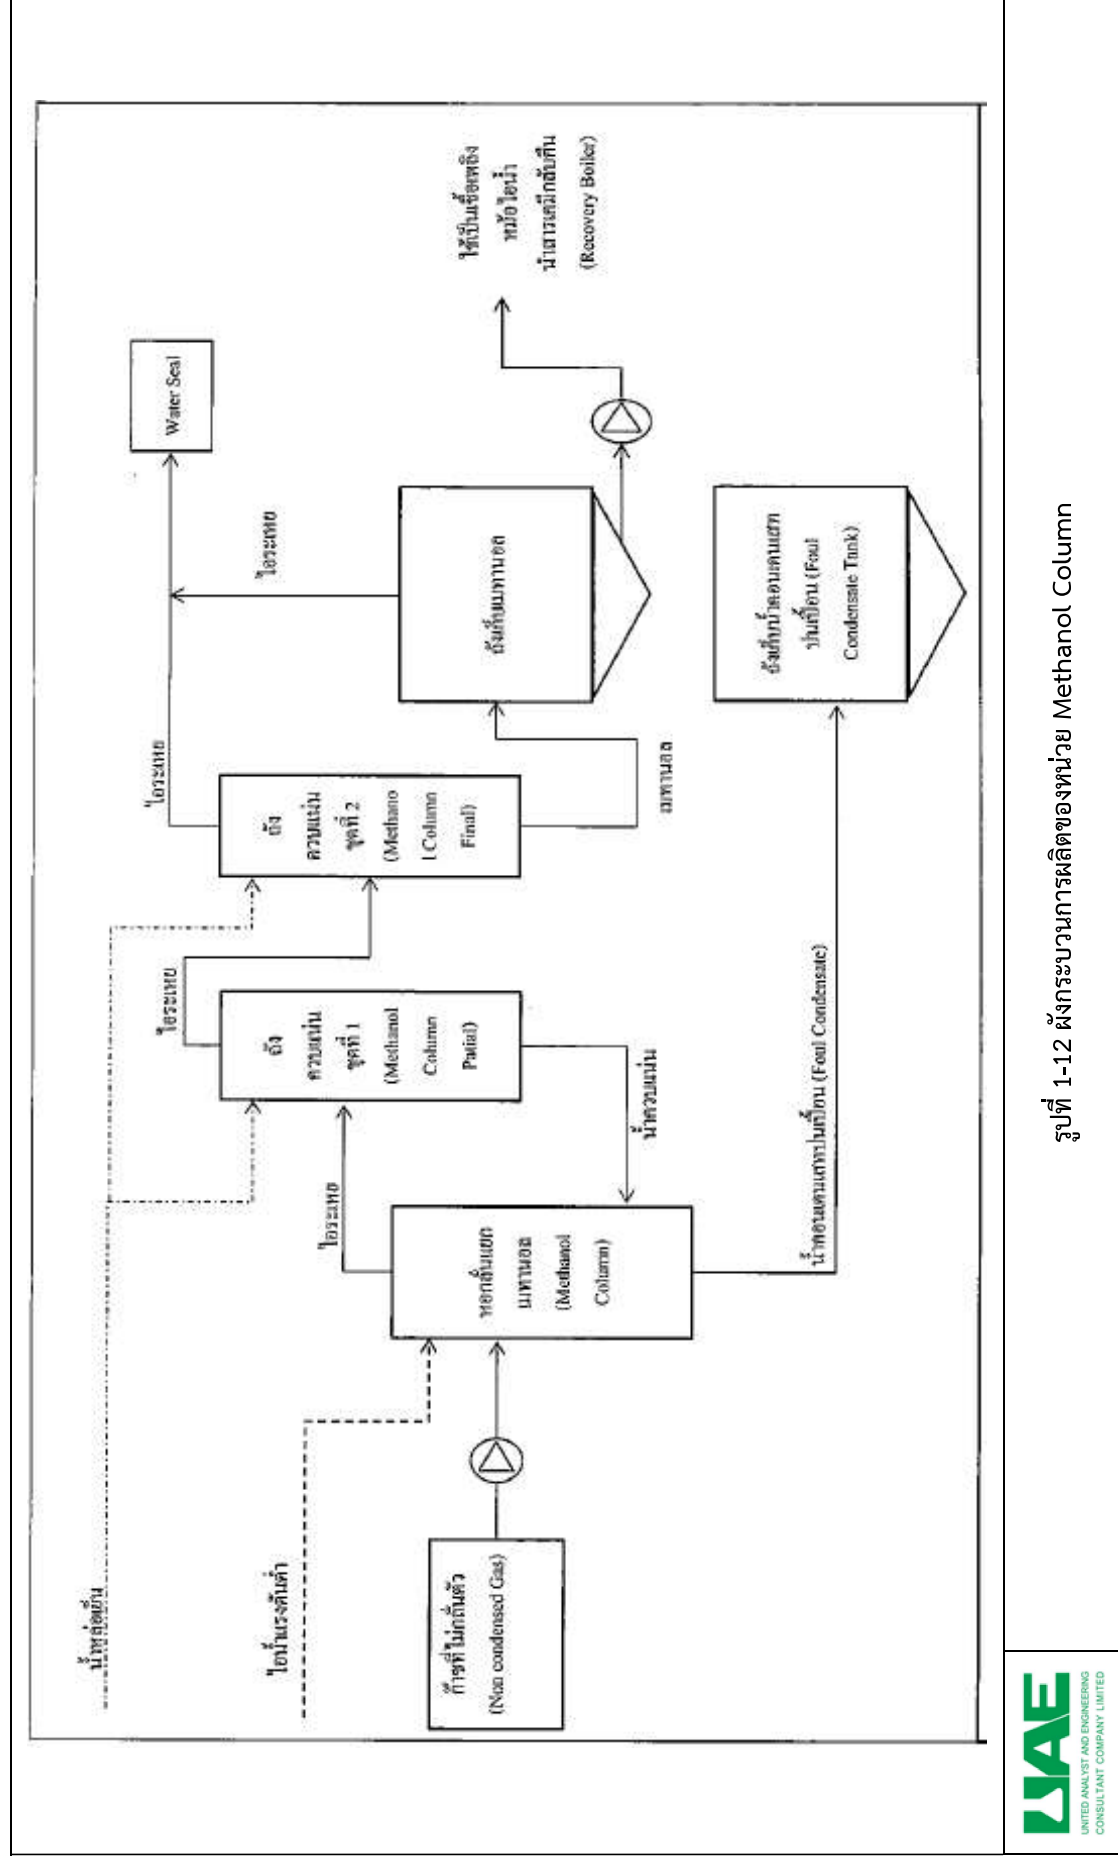 น้ำหล่อเย็น
ไอน้ำแรงดันต่ำ
ก๊าซที่ไม่กลั่นตัว
(Non condensed Gas)
หอกลั่นแยก
เมทานอล
(Methanol
Column)
ไอระเหย
น้ำควบแน่น
น้ำคอนเดนเสทปนเปื้อน (Foul Condensate)
ถัง
ควบแน่น
ชุดที่ 1
(Methanol
Column
Patial)
ไอระเหย
ถัง
ควบแน่น
ชุดที่ 2
(Methano
l Column
Final)
ไอระเหย
เมทานอล
ถังเก็บเมทานอล
ไอระเหย
Water Seal
ถังเก็บน้ำคอนเดนเสท
ปนเปื้อน (Foul
Condensate Tank)
ใช้เป็นเชื้อเพลิง
หม้อไอน้ำ
นำสารเคมีกลับคืน
(Recovery Boiler)
รูปที่ 1-12 ผังกระบวนการผลิตของหน่วย Methanol Column
UAE
UNITED ANALYST AND ENGINEERING
CONSULTANT COMPANY LIMITED